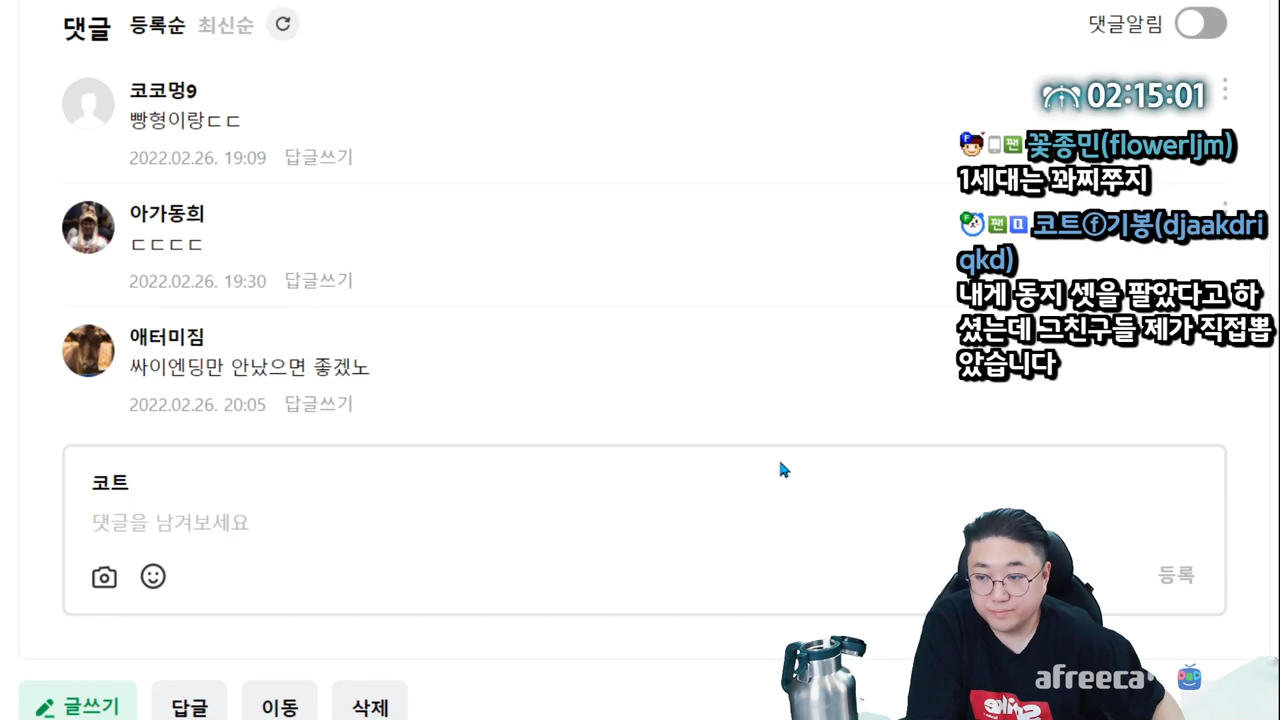 댓글 등록순 최신순
댓글알림
코코멍9
빵형이랑ㄷㄷ
2022.02.26. 19:09 답글쓰기
아가동희
ㄷㄷㄷㄷ
2022.02.26. 19:30 답글쓰기
애터미짐
싸이엔딩만 안났으면 좋겠노
2022.02.26. 20:05 답글쓰기
02:15:01
F 팬 꽃종민(flowerljm)
1세대는 꽈찌쭈지
F 팬 코트ⓕ기봉(djaakdri
qkd)
내게 동지 셋을 팔았다고 하
셨는데 그친구들 제가 직접뽑
았습니다
코트
댓글을 남겨보세요
등록
afreeca
글쓰기 답글 이동 삭제